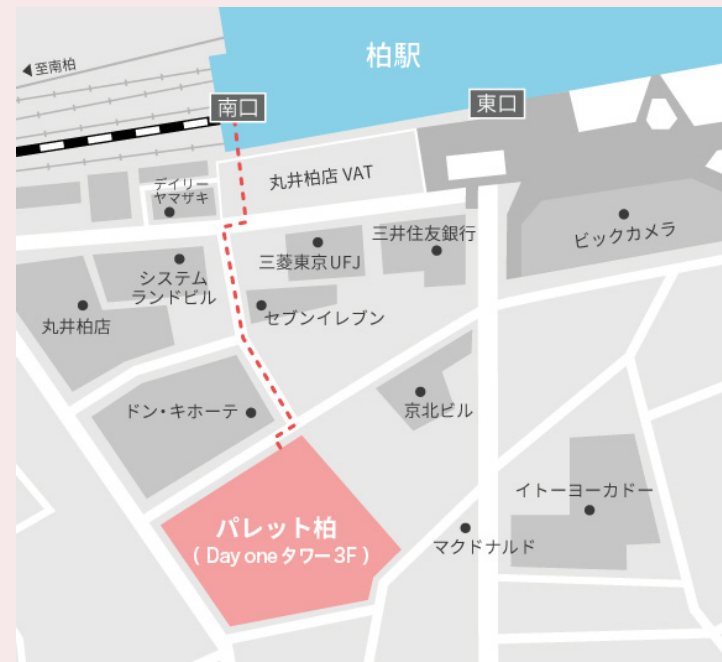 柏駅
◀至南柏
南口
東口
丸井柏店 VAT
デイリー
ヤマザキ
三井住友銀行
ビックカメラ
三菱東京UFJ
システム
ランドビル
丸井柏店
セブンイレブン
ドン・キホーテ
京北ビル
イトーヨーカドー
パレット柏
( Day one タワー 3F )
マクドナルド